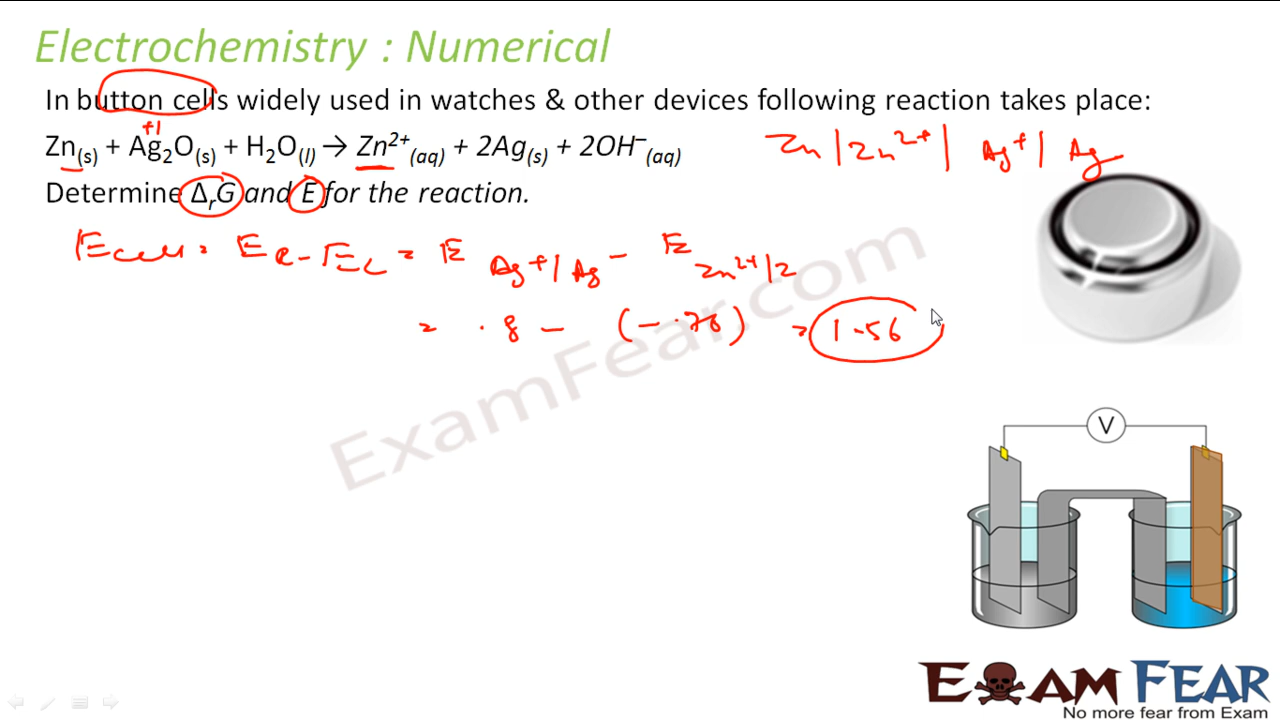 Electrochemistry : Numerical
In button cells widely used in watches & other devices following reaction takes place:
+1
Zn(s) + Ag₂O(s) + H₂O(l) → Zn²⁺(aq) + 2Ag(s) + 2OH⁻(aq)
Zn | Zn²⁺ | Ag⁺ | Ag
Determine ΔrG and E for the reaction.
Ecell = ER - EL = E Ag⁺/Ag - E Zn²⁺/2
= .8 - (-.76) = 1.56
ExamFear.com
V
EXAM FEAR
No more fear from Exam